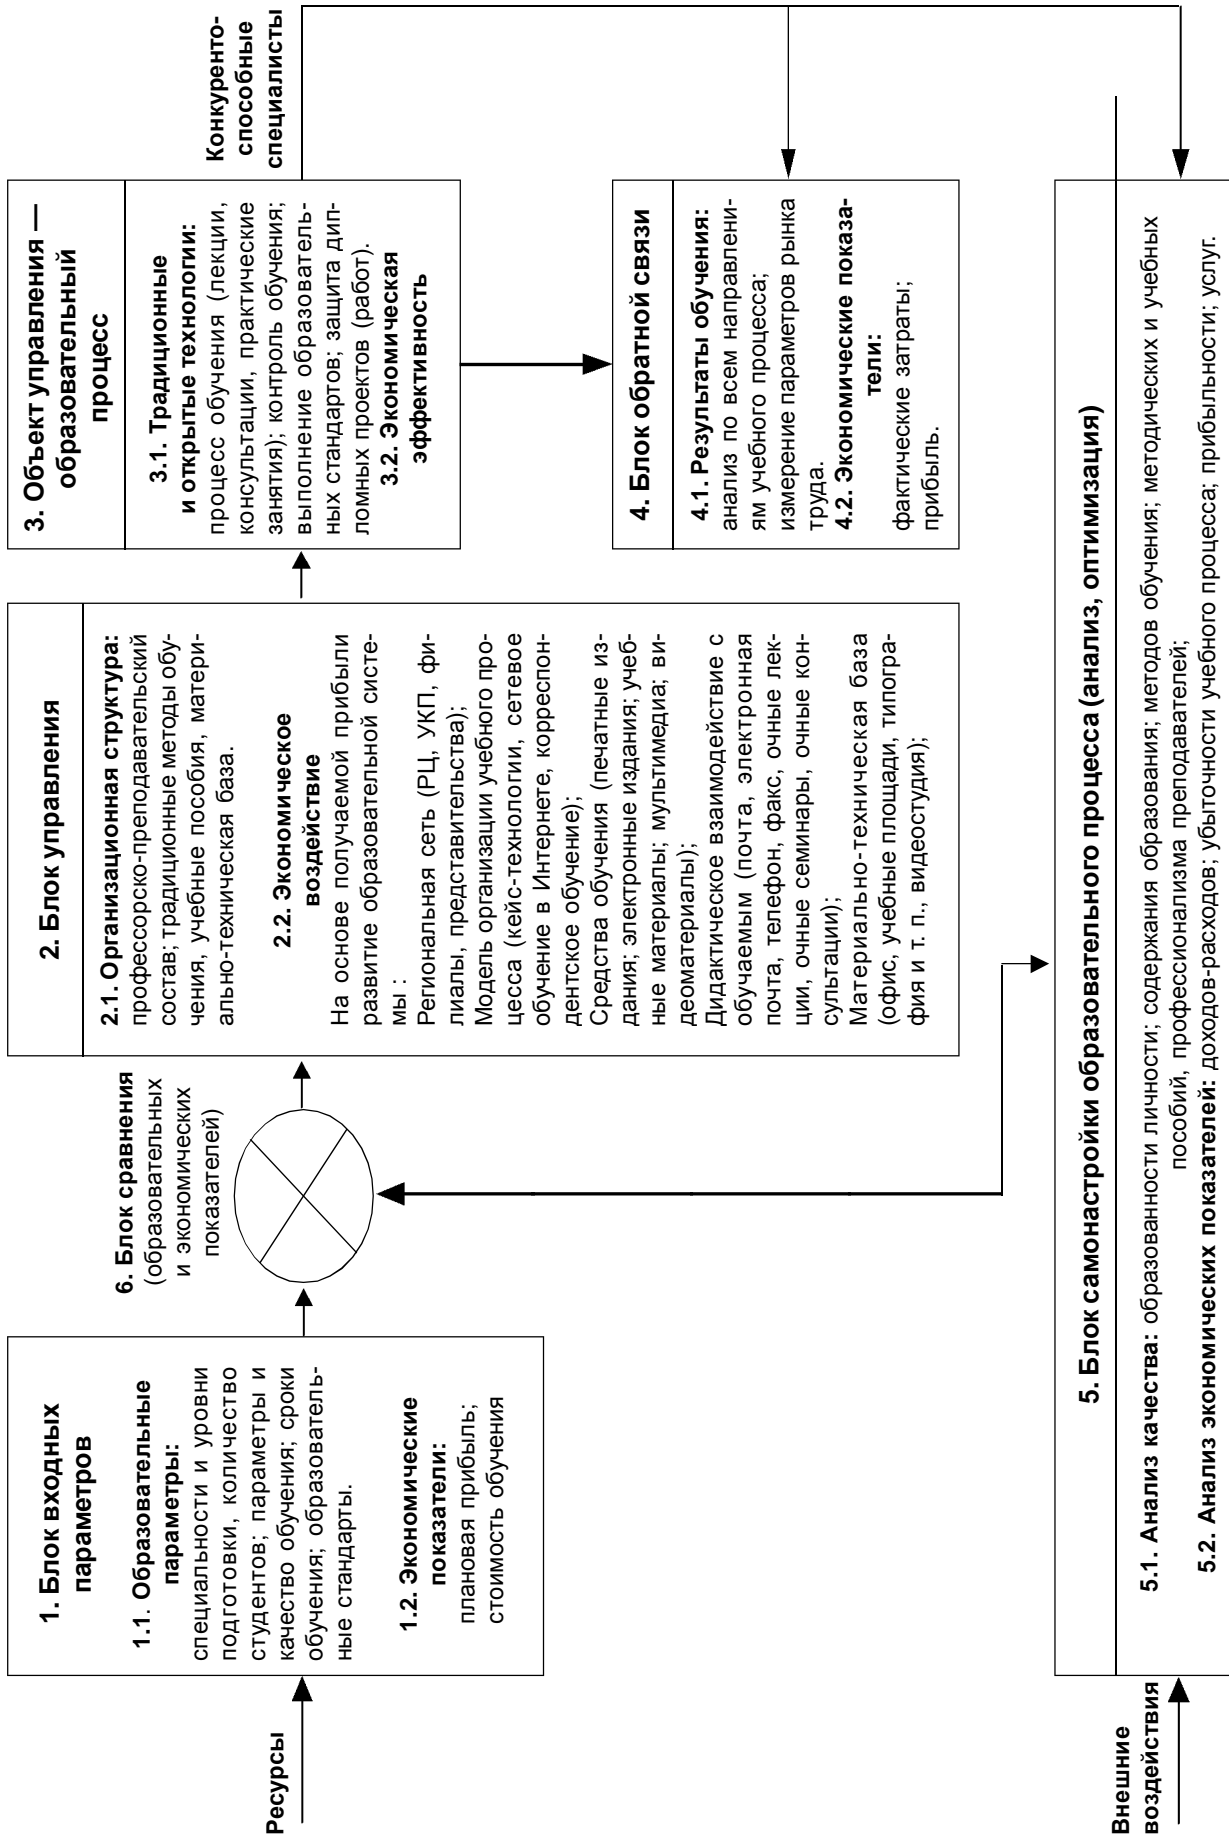 Ресурсы
1. Блок входных
параметров
1.1. Образовательные
параметры:
специальности и уровни
подготовки, количество
студентов; параметры и
качество обучения; сроки
обучения; образователь-
ные стандарты.
1.2. Экономические
показатели:
плановая прибыль;
стоимость обучения
6. Блок сравнения
(образовательных
и экономических
показателей)
2. Блок управления
2.1. Организационная структура:
профессорско-преподавательский
состав; традиционные методы обу-
чения, учебные пособия, матери-
ально-техническая база.
2.2. Экономическое
воздействие
На основе получаемой прибыли
развитие образовательной систе-
мы :
Региональная сеть (РЦ, УКП, фи-
лиалы, представительства);
Модель организации учебного про-
цесса (кейс-технологии, сетевое
обучение в Интернете, корреспон-
дентское обучение);
Средства обучения (печатные из-
дания; электронные издания; учеб-
ные материалы; мультимедиа; ви-
деоматериалы);
Дидактическое взаимодействие с
обучаемым (почта, электронная
почта, телефон, факс, очные лек-
ции, очные семинары, очные кон-
сультации);
Материально-техническая база
(офис, учебные площади, типогра-
фия и т. п., видеостудия);
3. Объект управления —
образовательный
процесс
3.1. Традиционные
и открытые технологии:
процесс обучения (лекции,
консультации, практические
занятия); контроль обучения;
выполнение образователь-
ных стандартов; защита дип-
ломных проектов (работ).
3.2. Экономическая
эффективность
Конкуренто-
способные
специалисты
4. Блок обратной связи
4.1. Результаты обучения:
анализ по всем направлени-
ям учебного процесса;
измерение параметров рынка
труда.
4.2. Экономические показа-
тели:
фактические затраты;
прибыль.
Внешние
воздействия
5. Блок самонастройки образовательного процесса (анализ, оптимизация)
5.1. Анализ качества: образованности личности; содержания образования; методов обучения; методических и учебных
пособий, профессионализма преподавателей;
5.2. Анализ экономических показателей: доходов-расходов; убыточности учебного процесса; прибыльности; услуг.